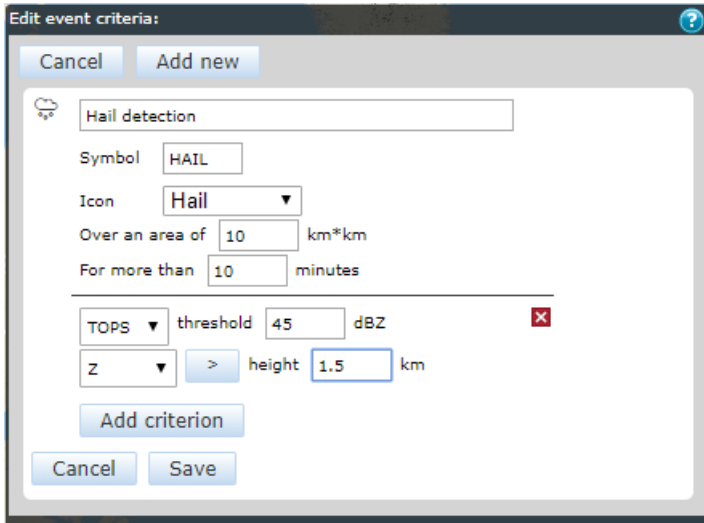 Edit event criteria: ?
Cancel Add new
Hail detection
Symbol HAIL
Icon Hail
Over an area of 10 km*km
For more than 10 minutes
TOPS threshold 45 dBZ
Z > height 1.5 km
Add criterion
Cancel Save